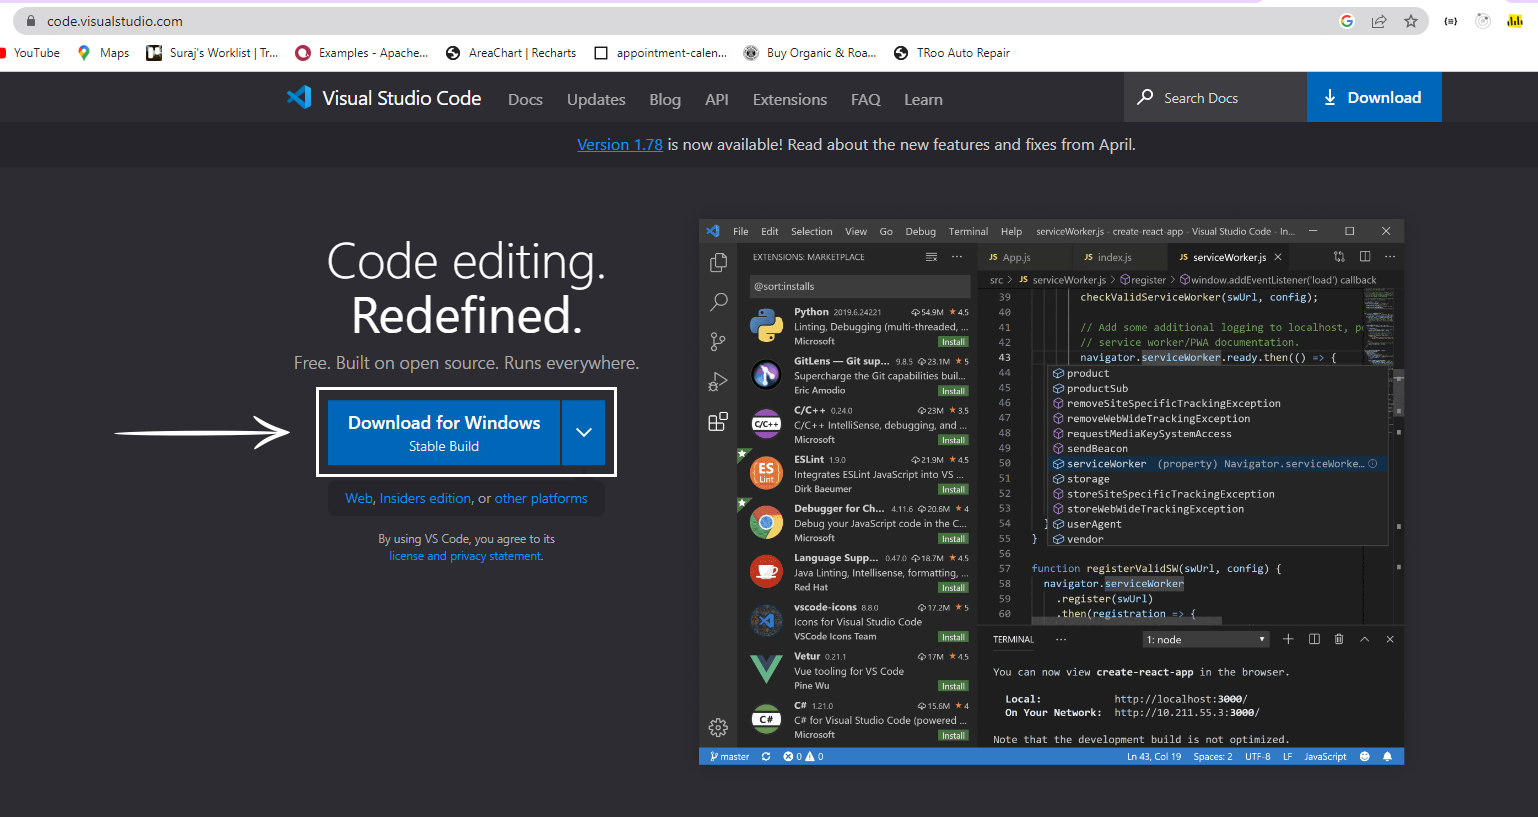 code.visualstudio.com
YouTube
Maps
Suraj's Worklist | Tr...
Examples - Apache...
AreaChart | Recharts
appointment-calen...
Buy Organic & Roa...
TRoo Auto Repair
Visual Studio Code
Docs
Updates
Blog
API
Extensions
FAQ
Learn
Search Docs
Download
Version 1.78 is now available! Read about the new features and fixes from April.
Code editing.
Redefined.
Free. Built on open source. Runs everywhere.
Download for Windows
Stable Build
Web, Insiders edition, or other platforms
By using VS Code, you agree to its
license and privacy statement.
File Edit Selection View Go Debug Terminal Help serviceWorker.js - create-react-app - Visual Studio Code - In...
EXTENSIONS: MARKETPLACE
@sort:installs
Python 2019.6.24221 54.9M ★ 4.5
Linting, Debugging (multi-threaded, ...
Microsoft Install
GitLens — Git sup... 9.8.5 23.1M ★ 5
Supercharge the Git capabilities buil...
Eric Amodio Install
C/C++
C/C++ 0.24.0 23M ★ 3.5
C/C++ IntelliSense, debugging, and ...
Microsoft Install
ES
Lint
ESLint 1.9.0 21.9M ★ 4.5
Integrates ESLint JavaScript into VS ...
Dirk Baeumer Install
Debugger for Ch... 4.11.6 20.6M ★ 4
Debug your JavaScript code in the C...
Microsoft Install
Language Supp... 0.47.0 18.7M ★ 4.5
Java Linting, Intellisense, formatting, ...
Red Hat Install
vscode-icons 8.8.0 17.2M ★ 5
Icons for Visual Studio Code
VSCode Icons Team Install
Vetur 0.21.1 17M ★ 4.5
Vue tooling for VS Code
Pine Wu Install
C#
C# 1.21.0 15.6M ★ 4
C# for Visual Studio Code (powered ...
Microsoft Install
JS App.js
JS index.js
JS serviceWorker.js
src > JS serviceWorker.js > register > window.addEventListener('load') callback
39 checkValidServiceWorker(swUrl, config);
40
41 // Add some additional logging to localhost, p
42 // service worker/PWA documentation.
43 navigator.serviceWorker.ready.then(() => {
44 product
45 productSub
46 removeSiteSpecificTrackingException
47 removeWebWideTrackingException
48 requestMediaKeySystemAccess
49 sendBeacon
50 serviceWorker (property) Navigator.serviceWorke...
51 storage
52 storeSiteSpecificTrackingException
53 storeWebWideTrackingException
54 } userAgent
55 } vendor
56
57 function registerValidSW(swUrl, config) {
58 navigator.serviceWorker
59 .register(swUrl)
60 .then(registration => {
TERMINAL ... 1: node
You can now view create-react-app in the browser.
Local: http://localhost:3000/
On Your Network: http://10.211.55.3:3000/
Note that the development build is not optimized.
master 0 0 Ln 43, Col 19 Spaces: 2 UTF-8 LF JavaScript